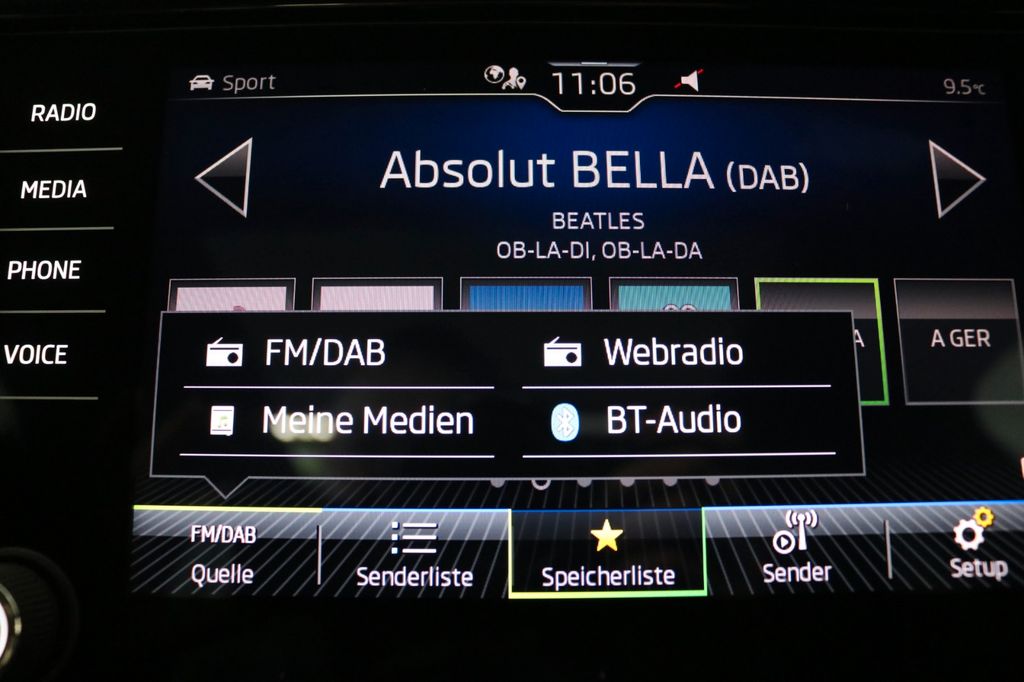 Sport
11:06
9.5°C
RADIO
MEDIA
PHONE
VOICE
Absolut BELLA (DAB)
BEATLES
OB-LA-DI, OB-LA-DA
A
A GER
FM/DAB
Webradio
Meine Medien
BT-Audio
FM/DAB
Quelle
Senderliste
Speicherliste
Sender
Setup